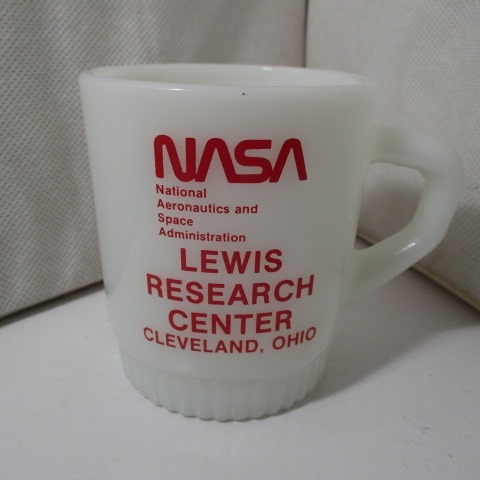 NASA
National
Aeronautics and
Space
Administration
LEWIS
RESEARCH
CENTER
CLEVELAND, OHIO